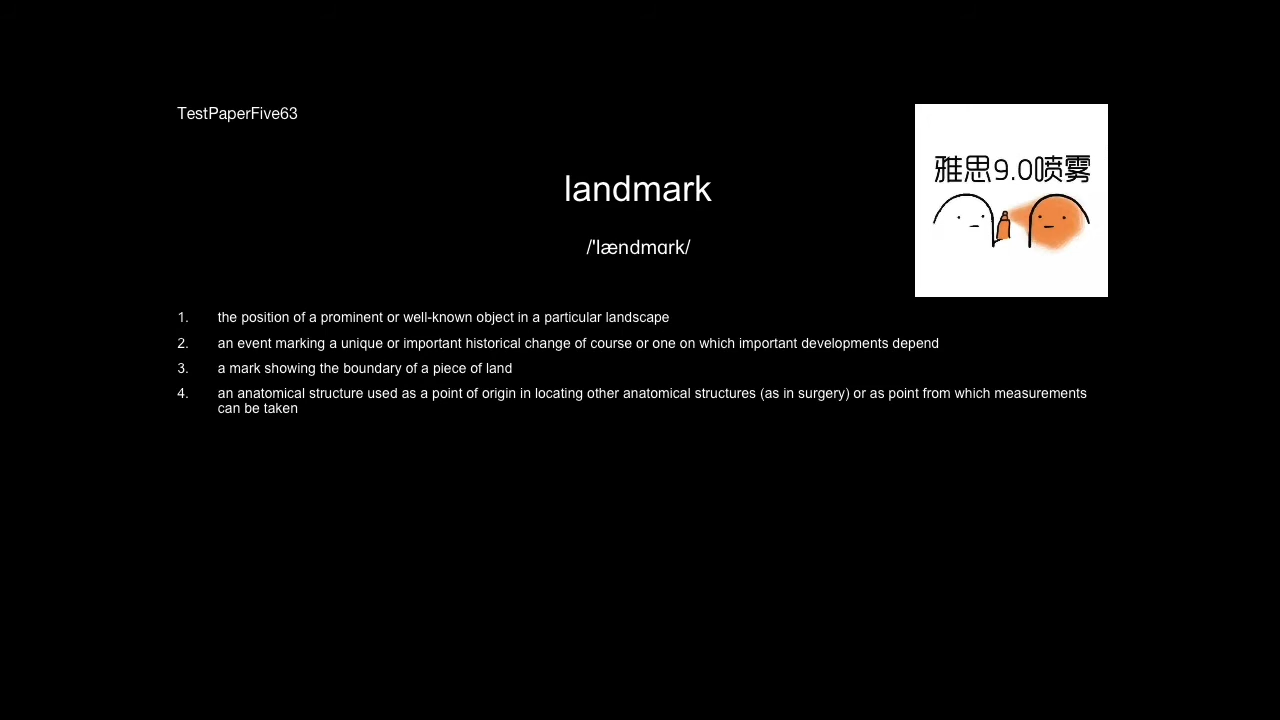 TestPaperFive63
雅思9.0喷雾
landmark
/'lændmɑrk/
1. the position of a prominent or well-known object in a particular landscape
2. an event marking a unique or important historical change of course or one on which important developments depend
3. a mark showing the boundary of a piece of land
4. an anatomical structure used as a point of origin in locating other anatomical structures (as in surgery) or as point from which measurements
can be taken